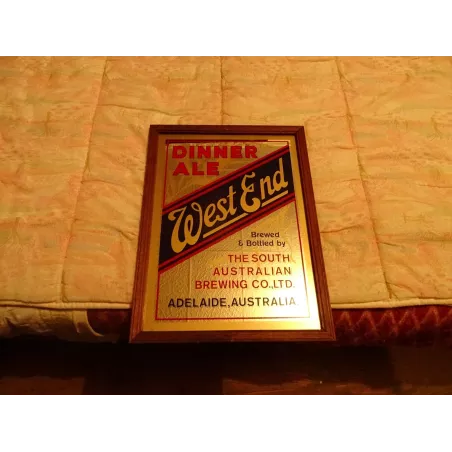 DINNER
ALE
West End
Brewed
& Bottled by
THE SOUTH
AUSTRALIAN
BREWING CO., LTD.
ADELAIDE, AUSTRALIA